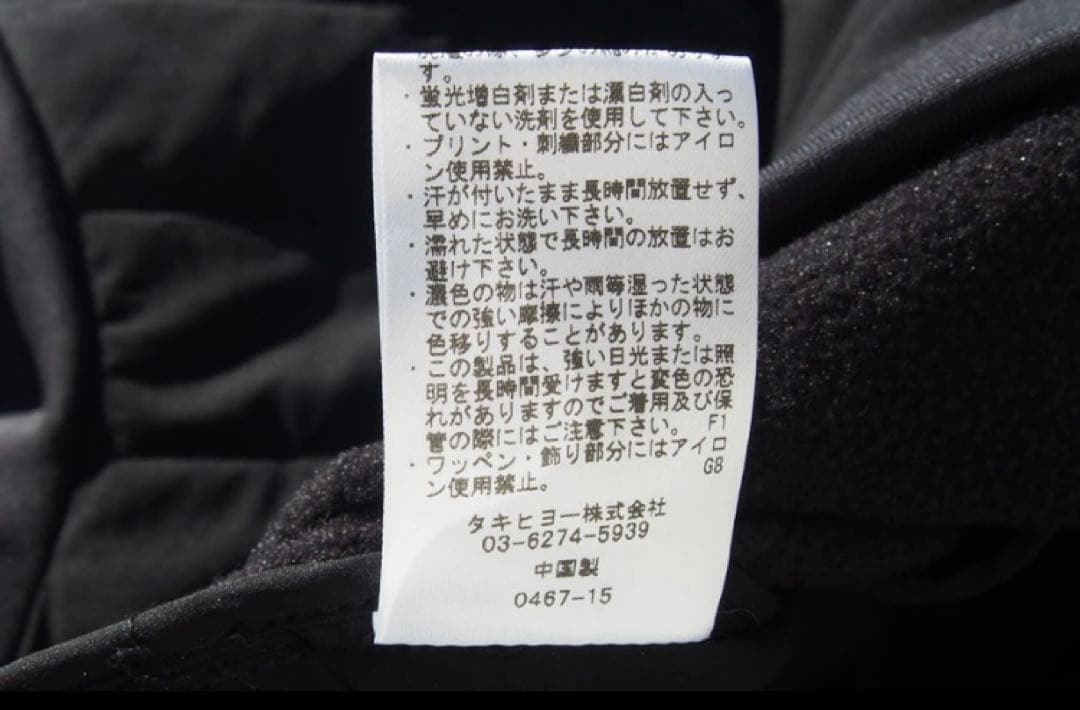 す。
・蛍光増白剤または漂白剤の入っ
ていない洗剤を使用して下さい。
・プリント・刺繍部分にはアイロ
ン使用禁止。
・汗が付いたまま長時間放置せず、
早めにお洗い下さい。
・濡れた状態で長時間の放置はお
避け下さい。
・濃色の物は汗や雨等湿った状態
での強い摩擦によりほかの物に
色移りすることがあります。
・この製品は、強い日光または照
明を長時間受けますと変色の恐
れがありますのでご着用及び保
管の際にはご注意下さい。 F1
・ワッペン・飾り部分にはアイロ
ン使用禁止。 G8
タキヒヨー株式会社
03-6274-5939
中国製
0467-15